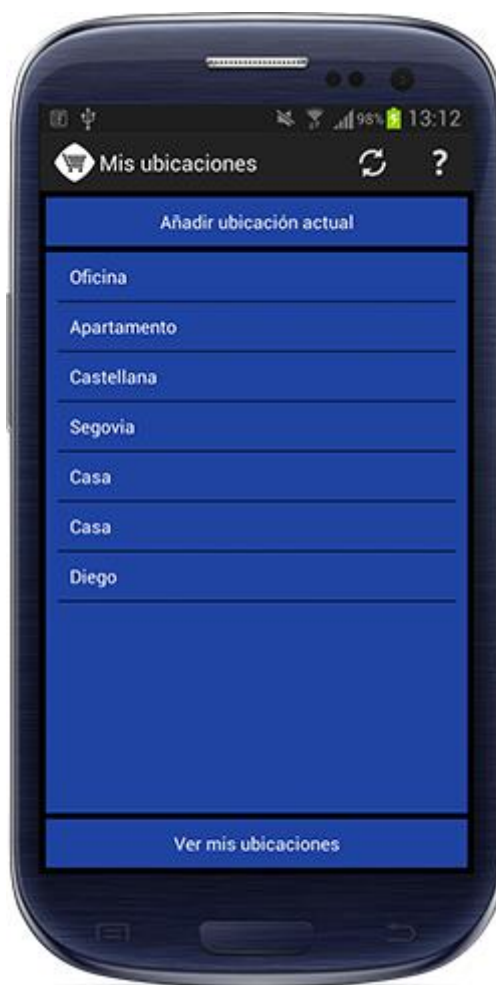 98% 13:12
Mis ubicaciones ?
Añadir ubicación actual
Oficina
Apartamento
Castellana
Segovia
Casa
Casa
Diego
Ver mis ubicaciones